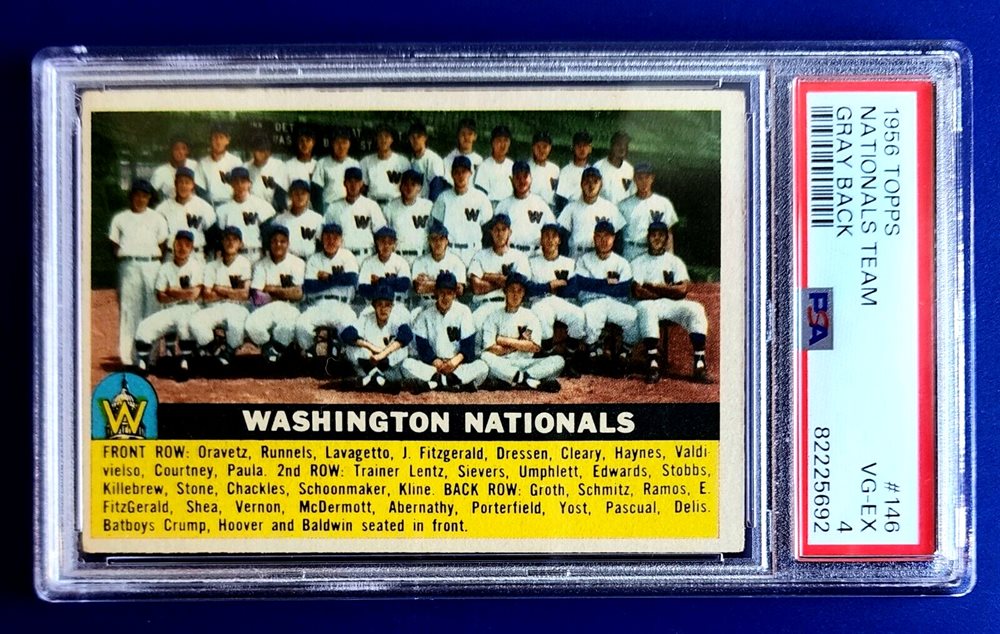 WASHINGTON NATIONALS
FRONT ROW: Oravetz, Runnels, Lavagetto, J. Fitzgerald, Dressen, Cleary, Haynes, Valdi-
vielso, Courtney, Paula. 2nd ROW: Trainer Lentz, Sievers, Umphlett, Edwards, Stobbs,
Killebrew, Stone, Chackles, Schoonmaker, Kline. BACK ROW: Groth, Schmitz, Ramos, E.
FitzGerald, Shea, Vernon, McDermott, Abernathy, Porterfield, Yost, Pascual, Delis.
Batboys Crump, Hoover and Baldwin seated in front.
W
1956 TOPPS
NATIONALS TEAM
GRAY BACK
PSA
#146
VG-EX
4
82225692